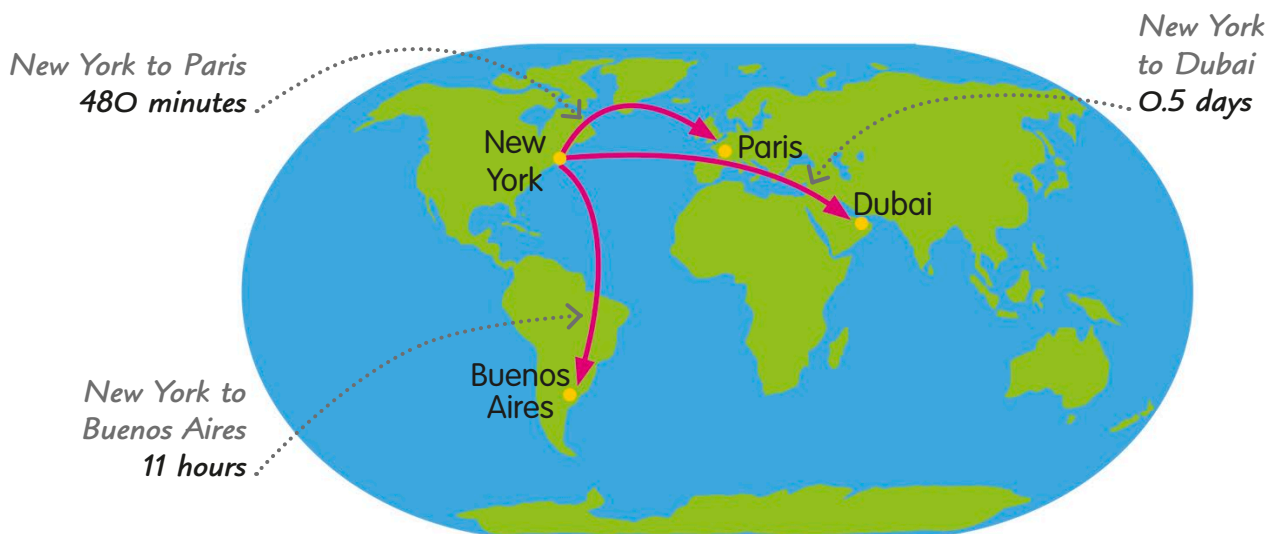 New York to Paris
480 minutes
New York
to Dubai
0.5 days
New
York
Paris
Dubai
Buenos
Aires
New York to
Buenos Aires
11 hours